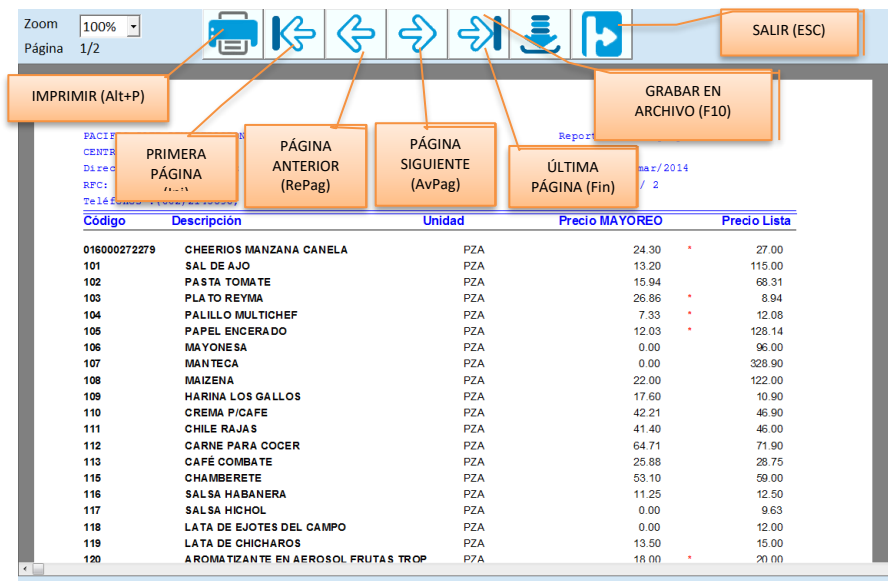 Zoom 100%
Página 1/2
SALIR (ESC)
IMPRIMIR (Alt+P)
GRABAR EN
ARCHIVO (F10)
PRIMERA
PÁGINA
PÁGINA
ANTERIOR
(RePag)
PÁGINA
SIGUIENTE
(AvPag)
ÚLTIMA
PÁGINA (Fin)
RFC: / 2
Código Descripción Unidad Precio MAYOREO Precio Lista
016000272279 CHEERIOS MANZANA CANELA PZA 24.30 * 27.00
101 SAL DE AJO PZA 13.20 115.00
102 PASTA TOMATE PZA 15.94 68.31
103 PLATO REYMA PZA 26.86 * 8.94
104 PALILLO MULTICHEF PZA 7.33 * 12.08
105 PAPEL ENCERADO PZA 12.03 * 128.14
106 MAYONESA PZA 0.00 96.00
107 MANTECA PZA 0.00 328.90
108 MAIZENA PZA 22.00 122.00
109 HARINA LOS GALLOS PZA 17.60 10.90
110 CREMA P/CAFE PZA 42.21 46.90
111 CHILE RAJAS PZA 41.40 46.00
112 CARNE PARA COCER PZA 64.71 71.90
113 CAFÉ COMBATE PZA 25.88 28.75
115 CHAMBERETE PZA 53.10 59.00
116 SALSA HABANERA PZA 11.25 12.50
117 SALSA HICHOL PZA 0.00 9.63
118 LATA DE EJOTES DEL CAMPO PZA 0.00 12.00
119 LATA DE CHICHAROS PZA 13.50 15.00
120 AROMATIZANTE EN AEROSOL FRUTAS TROP PZA 18.00 * 20.00